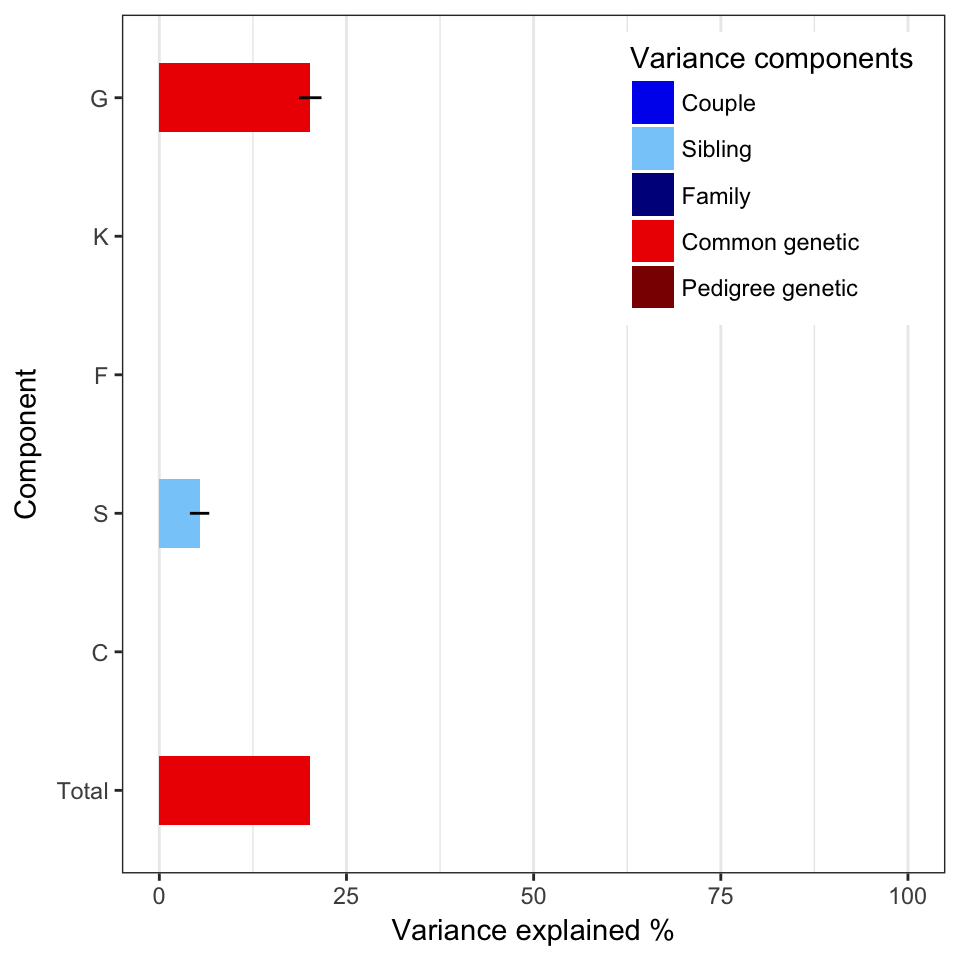 Variance components
Couple
Sibling
Family
Common genetic
Pedigree genetic
G
K
F
S
C
Total
Component
0 25 50 75 100
Variance explained %